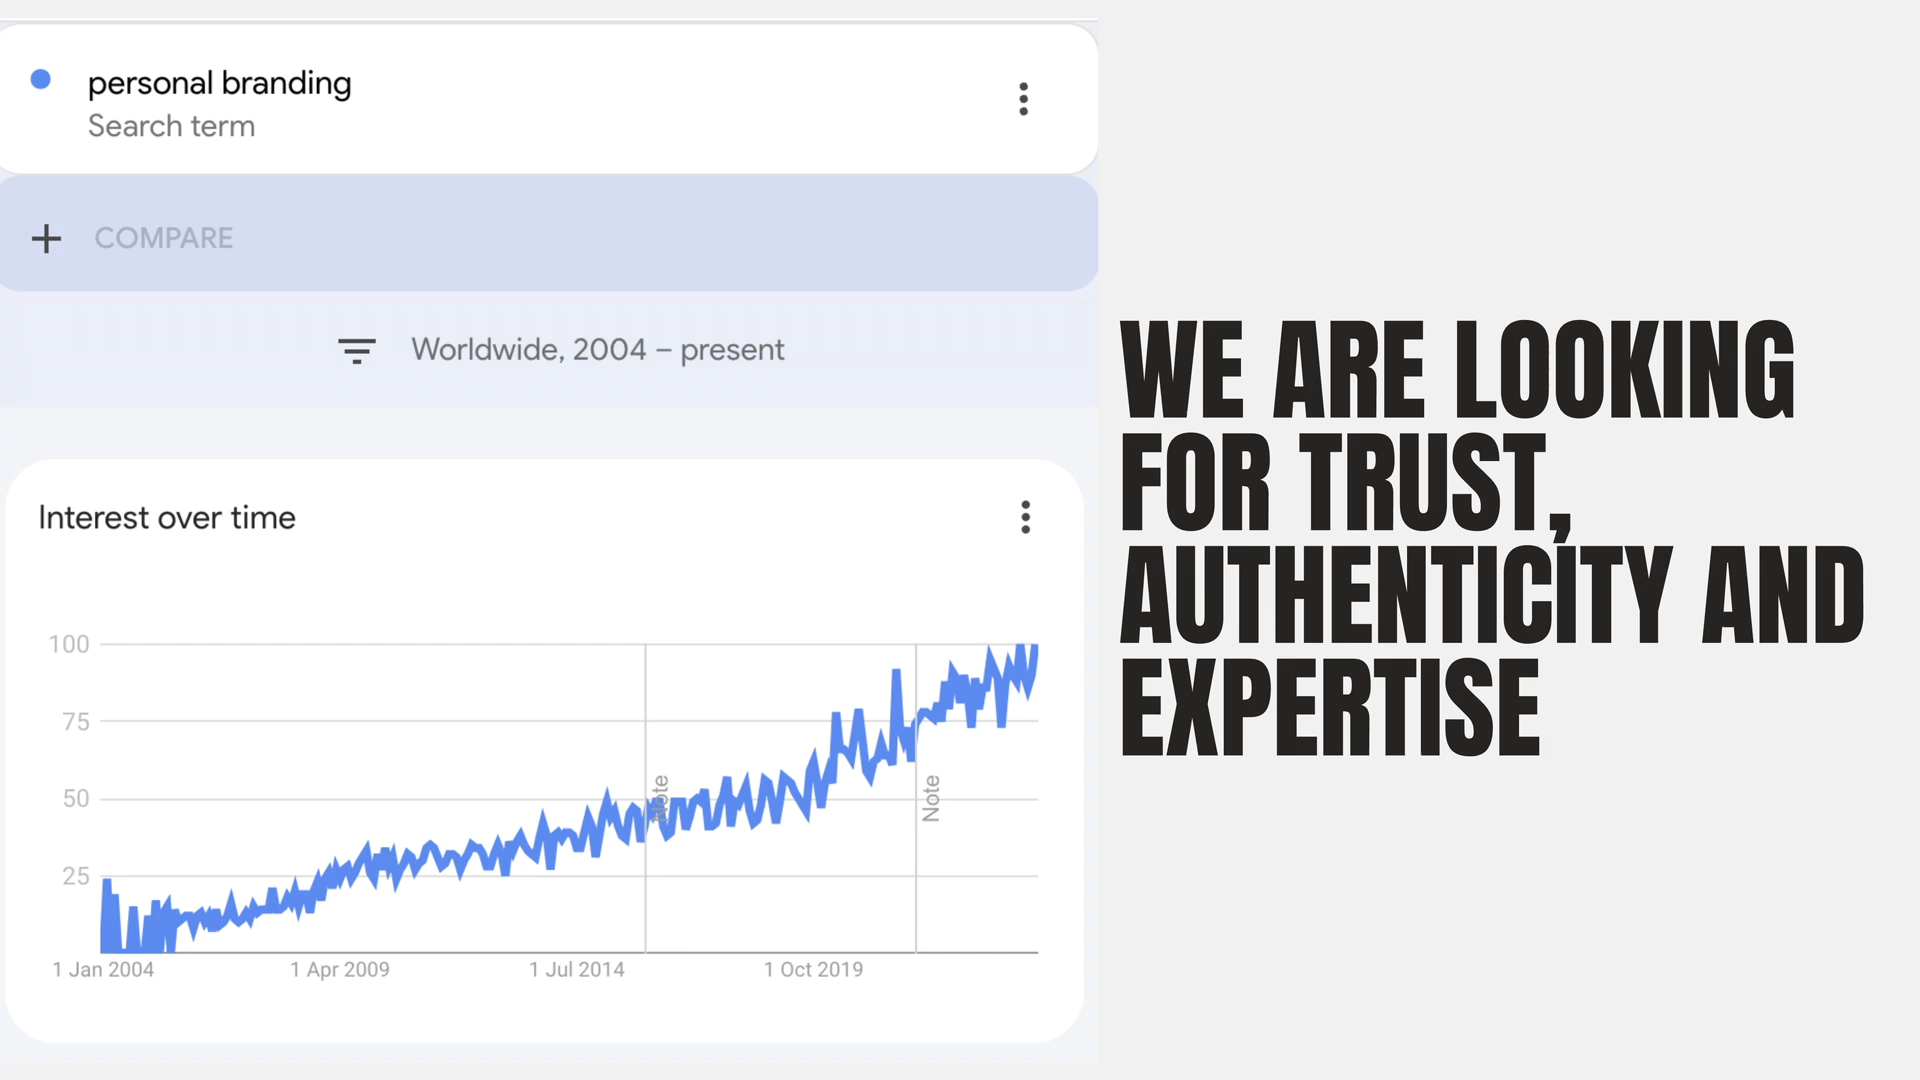 personal branding
Search term
COMPARE
Worldwide, 2004 – present
Interest over time
100
75
50
25
Note
Note
1 Jan 2004
1 Apr 2009
1 Jul 2014
1 Oct 2019
WE ARE LOOKING
FOR TRUST,
AUTHENTICITY AND
EXPERTISE